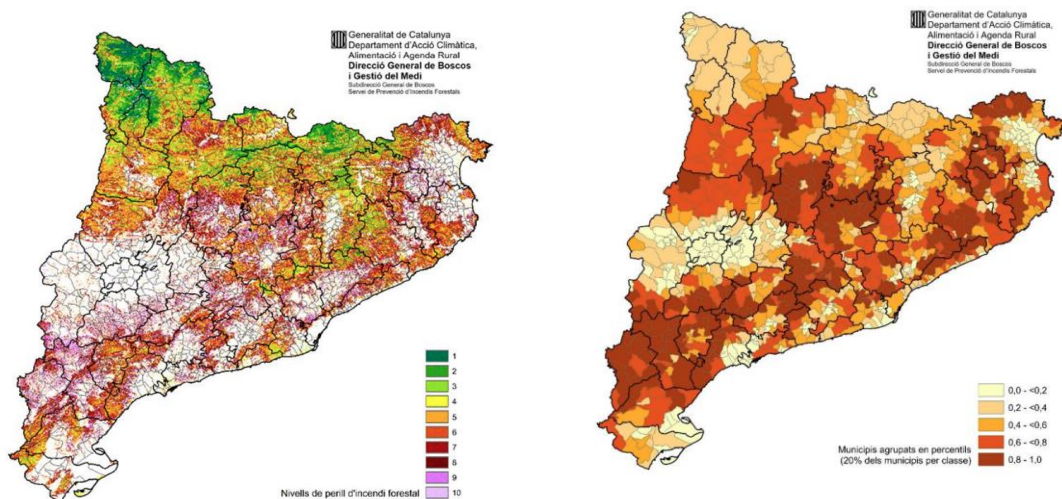 Generalitat de Catalunya
Departament d'Acció Climàtica,
Alimentació i Agenda Rural
Direcció General de Boscos
i Gestió del Medi
Subdirecció General de Boscos
Servei de Prevenció d'Incendis Forestals
1
2
3
4
5
6
7
8
9
10
Nivells de perill d'incendi forestal
Generalitat de Catalunya
Departament d'Acció Climàtica,
Alimentació i Agenda Rural
Direcció General de Boscos
i Gestió del Medi
Subdirecció General de Boscos
Servei de Prevenció d'Incendis Forestals
0,0 - <0,2
0,2 - <0,4
0,4 - <0,6
0,6 - <0,8
0,8 - 1,0
Municipis agrupats en percentils
(20% dels municipis per classe)